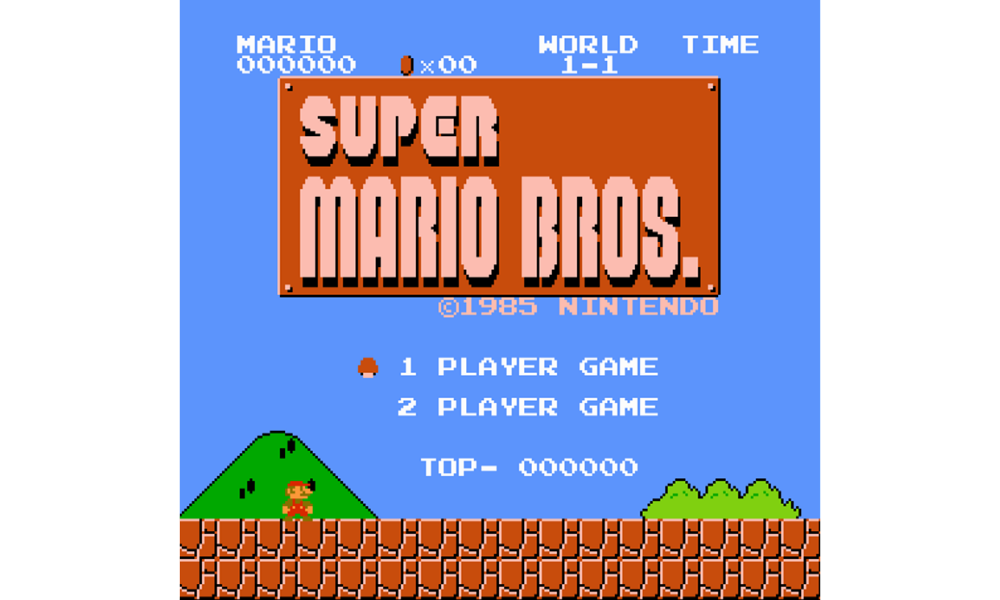 MARIO WORLD TIME
000000 ×00 1-1
SUPER
MARIO BROS.
©1985 NINTENDO
1 PLAYER GAME
2 PLAYER GAME
TOP- 000000